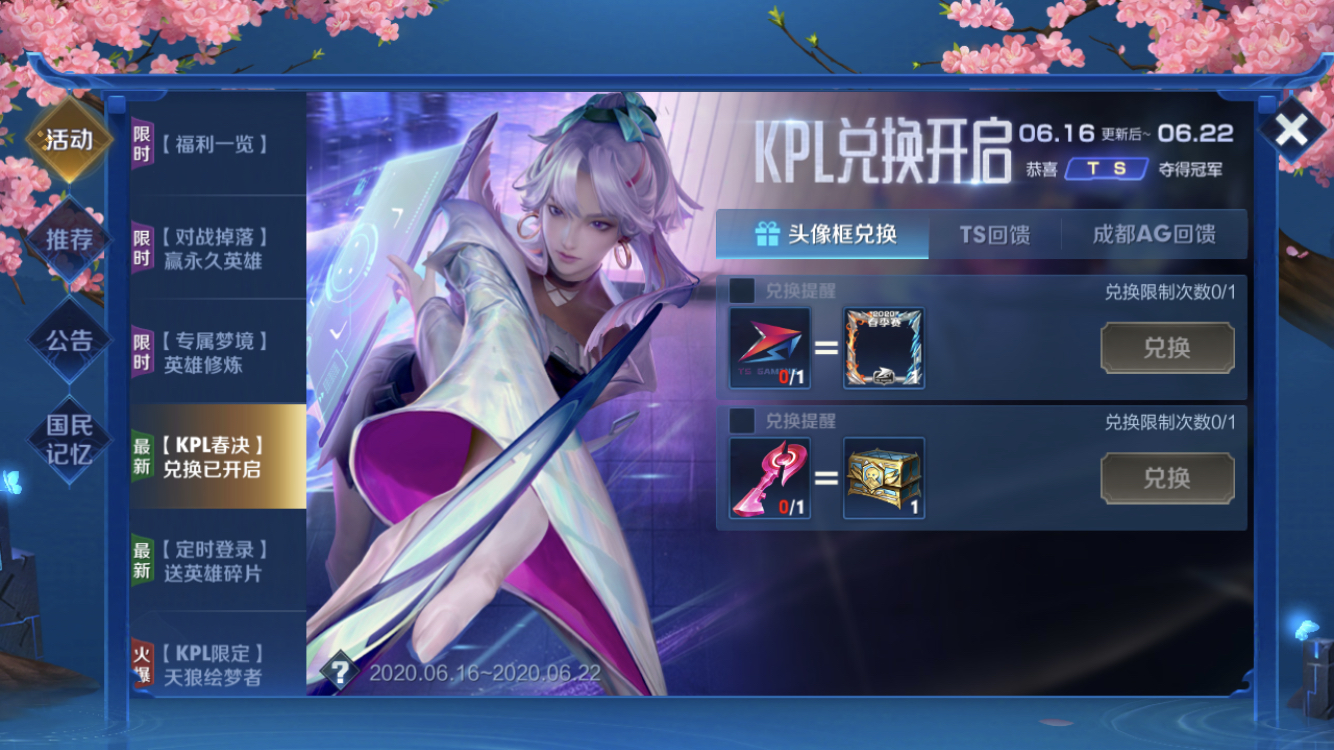 活动
推荐
公告
国民
记忆
限时
【福利一览】
限时
【对战掉落】
赢永久英雄
限时
【专属梦境】
英雄修炼
最新
【KPL春决】
兑换已开启
最新
【定时登录】
送英雄碎片
火爆
【KPL限定】
天狼绘梦者
KPL兑换开启
06.16 更新后~ 06.22
恭喜 TS 夺得冠军
头像框兑换
TS回馈
成都AG回馈
兑换提醒
兑换限制次数0/1
TS GAMING
0/1
=
2020
春季赛
1
兑换
兑换提醒
兑换限制次数0/1
0/1
=
1
兑换
?
2020.06.16~2020.06.22